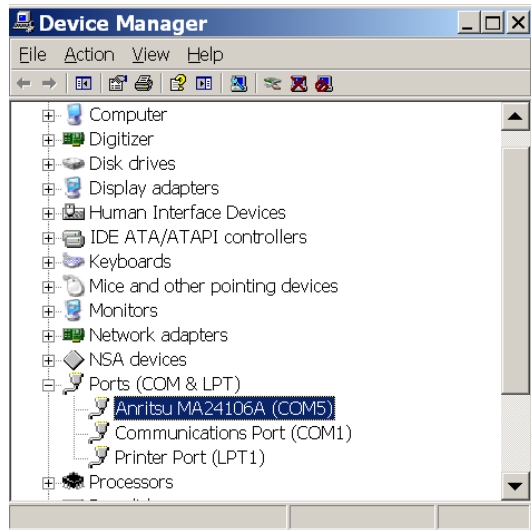 Device Manager
File Action View Help
Computer
Digitizer
Disk drives
Display adapters
Human Interface Devices
IDE ATA/ATAPI controllers
Keyboards
Mice and other pointing devices
Monitors
Network adapters
NSA devices
Ports (COM & LPT)
Anritsu MA24106A (COM5)
Communications Port (COM1)
Printer Port (LPT1)
Processors